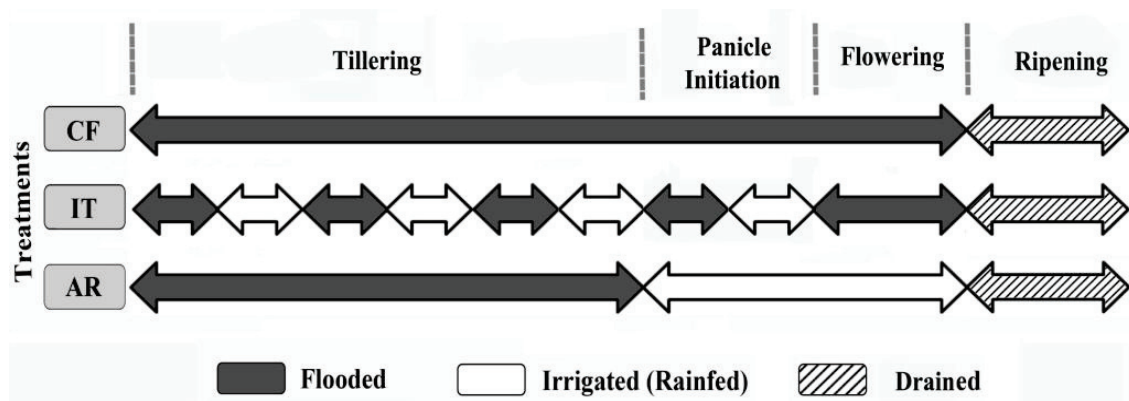 Tillering
Panicle
Initiation
Flowering
Ripening
Treatments
CF
IT
AR
Flooded
Irrigated (Rainfed)
Drained